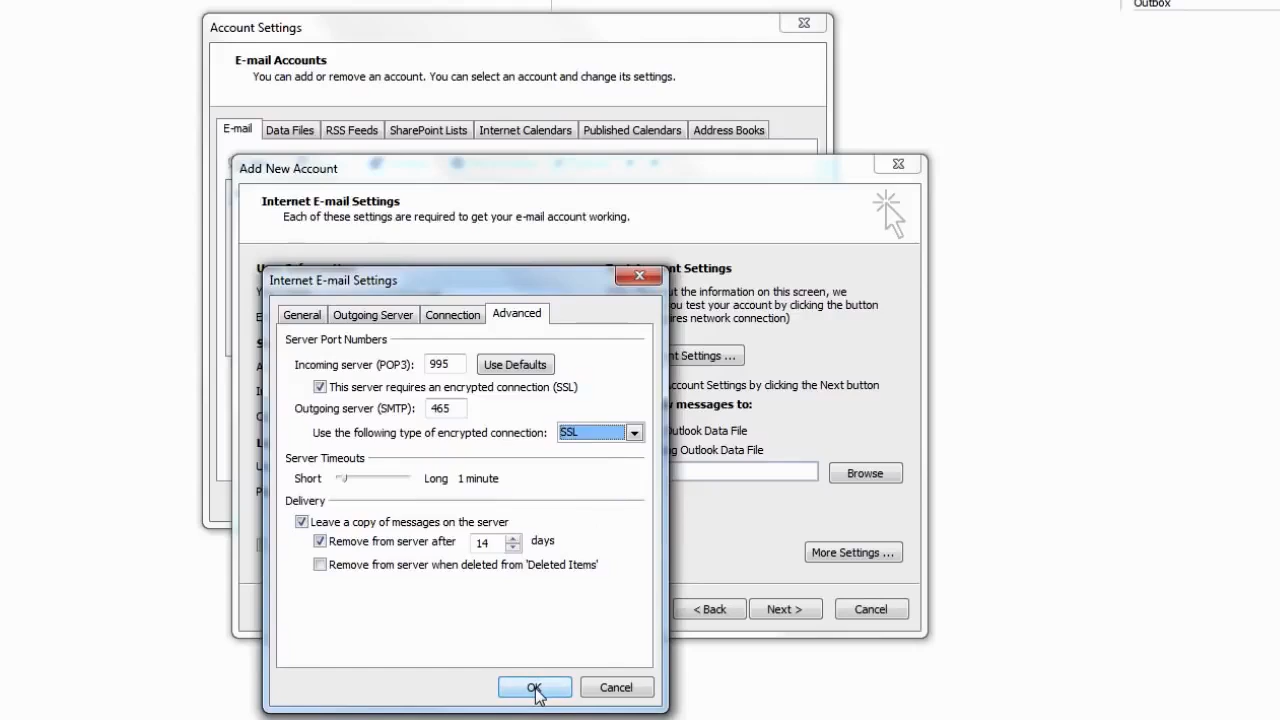 Outbox
Account Settings
E-mail Accounts
You can add or remove an account. You can select an account and change its settings.
E-mail Data Files RSS Feeds SharePoint Lists Internet Calendars Published Calendars Address Books
Add New Account
Internet E-mail Settings
Each of these settings are required to get your e-mail account working.
Internet E-mail Settings
General Outgoing Server Connection Advanced
Server Port Numbers
Incoming server (POP3): 995 Use Defaults
This server requires an encrypted connection (SSL)
Outgoing server (SMTP): 465
Use the following type of encrypted connection: SSL
Server Timeouts
Short Long 1 minute
Delivery
Leave a copy of messages on the server
Remove from server after 14 days
Remove from server when deleted from 'Deleted Items'
OK Cancel
Settings
out the information on this screen, we
you test your account by clicking the button
network connection)
Settings ...
Account Settings by clicking the Next button
messages to:
Outlook Data File
Outlook Data File
Browse
More Settings ...
< Back Next > Cancel